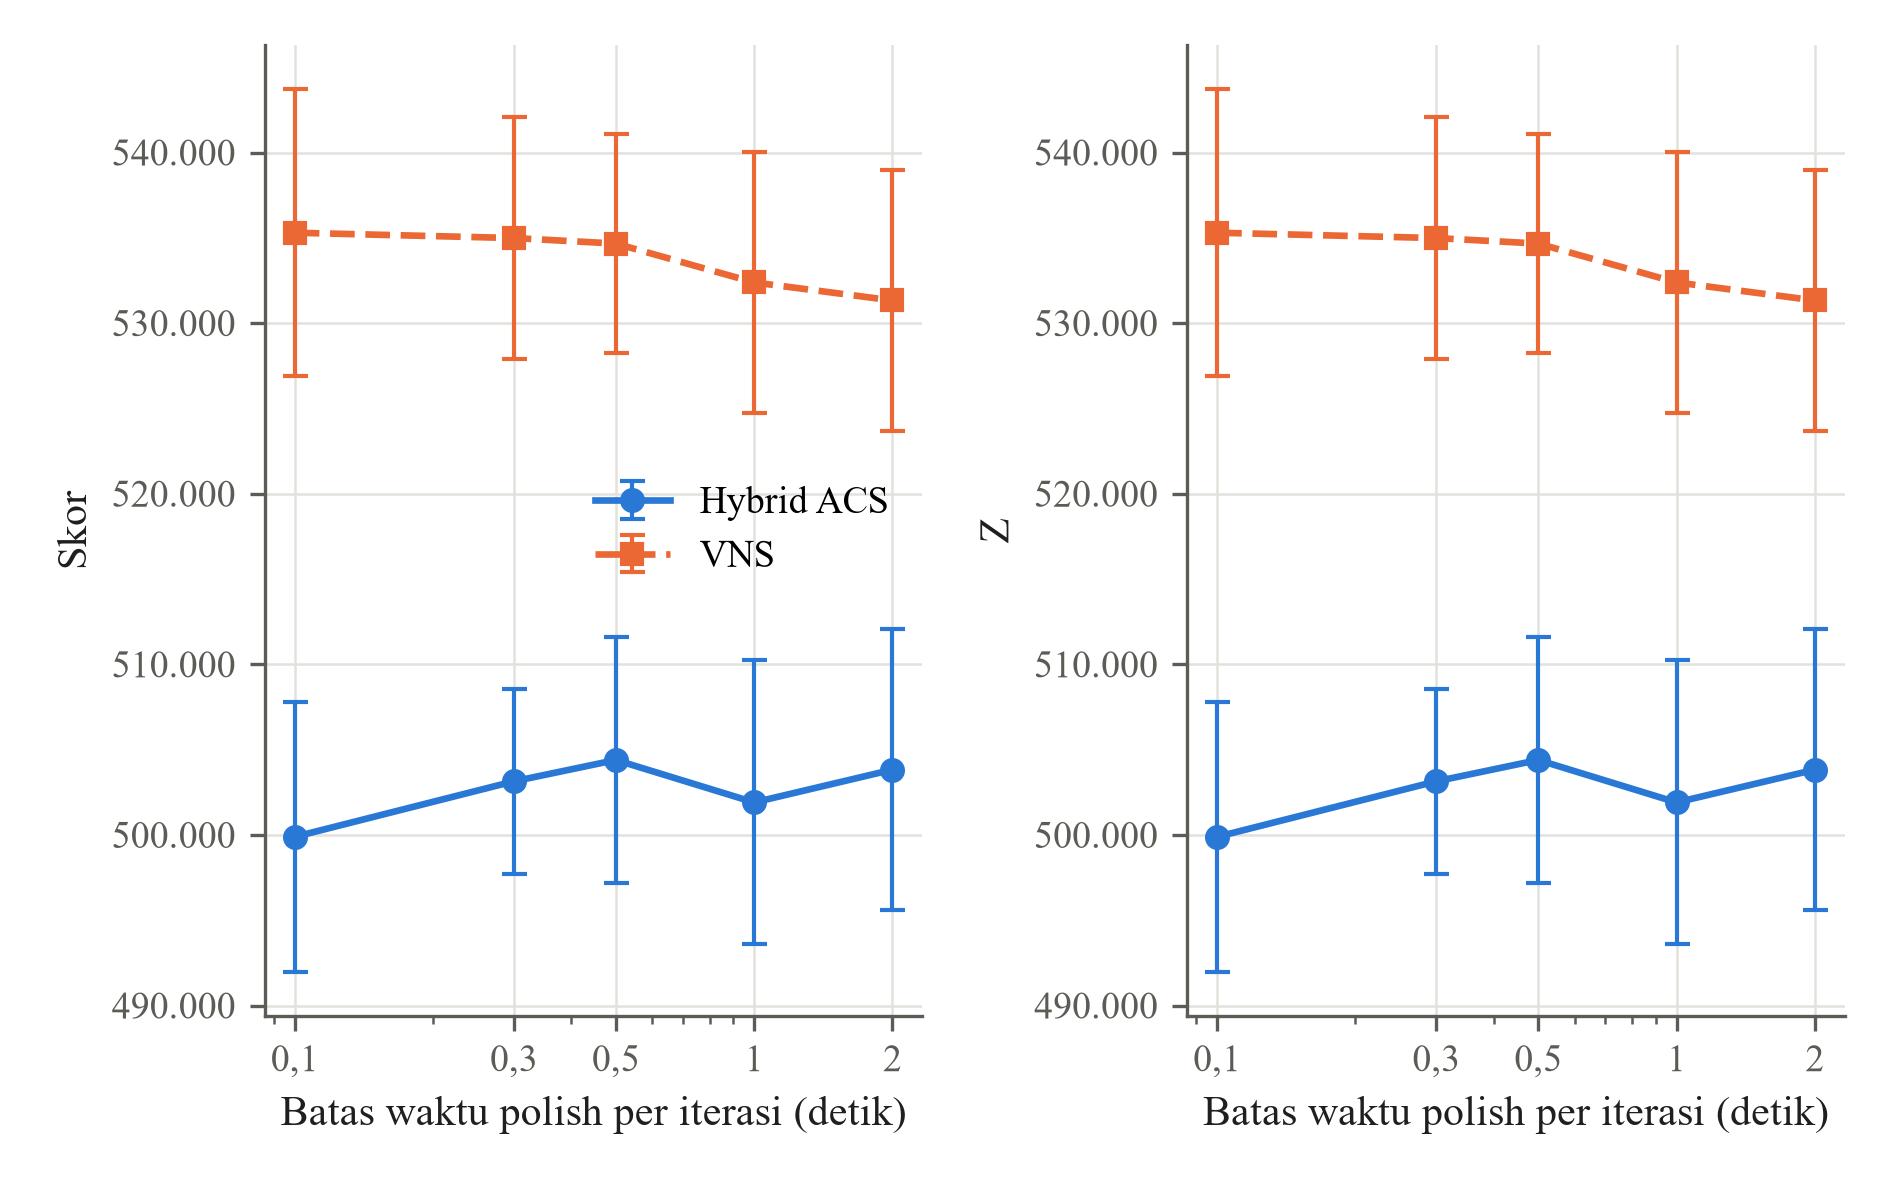 Skor
540.000
530.000
520.000
510.000
500.000
490.000
Hybrid ACS
VNS
0,1 0,3 0,5 1 2
Batas waktu polish per iterasi (detik)
Z
540.000
530.000
520.000
510.000
500.000
490.000
0,1 0,3 0,5 1 2
Batas waktu polish per iterasi (detik)